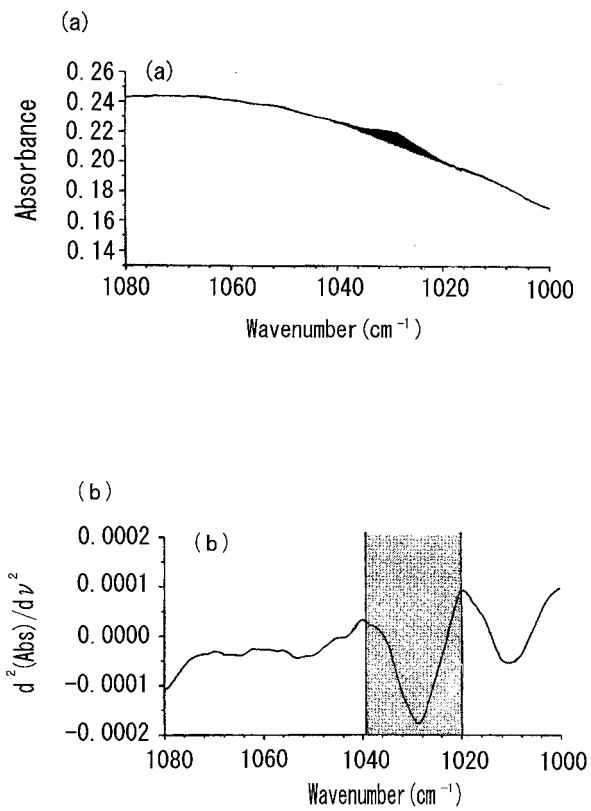 (a)
(a)
0.26
0.24
0.22
0.20
0.18
0.16
0.14
Absorbance
1080 1060 1040 1020 1000
Wavenumber(cm⁻¹)
(b)
(b)
0.0002
0.0001
0.0000
-0.0001
-0.0002
d²(Abs)/dν²
1080 1060 1040 1020 1000
Wavenumber(cm⁻¹)